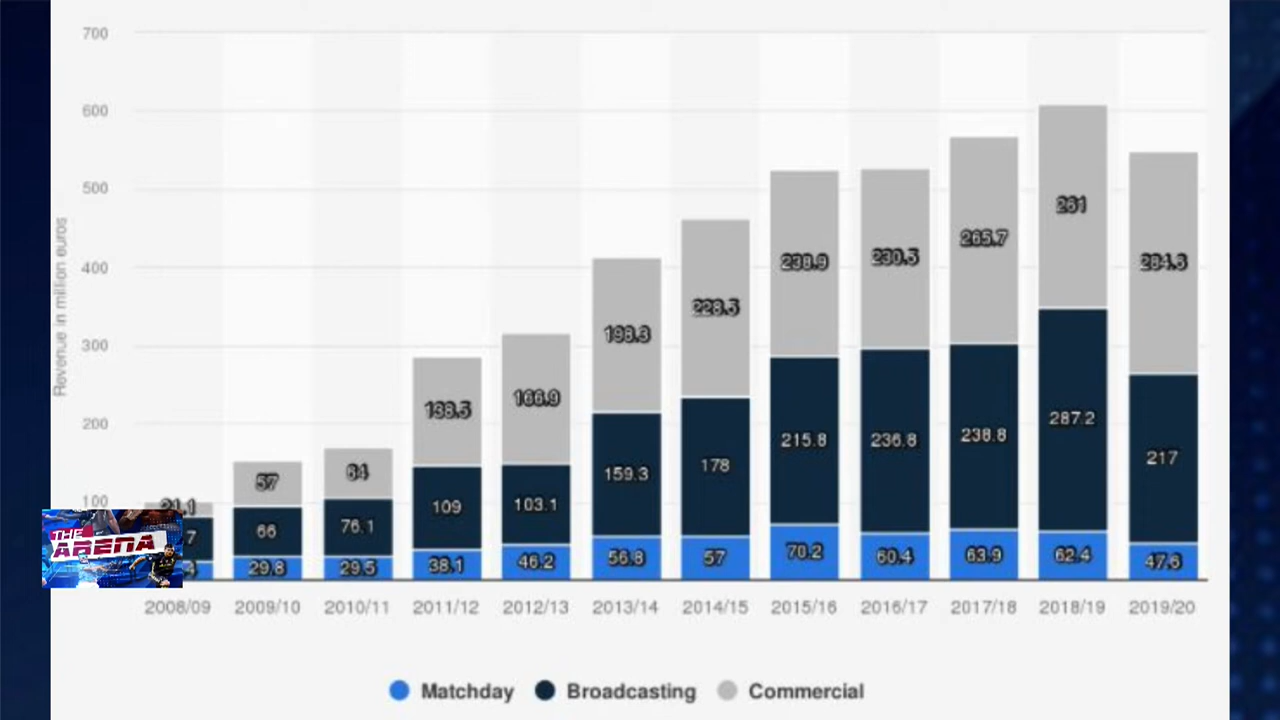 700
600
500
400
300
200
100
Revenue in million euros
21.1 57 64 138.5 166.9 198.3 228.5 238.9 230.5 265.7 261 284.8
7 66 76.1 109 103.1 159.3 178 215.8 236.8 238.8 287.2 217
4 29.8 29.5 38.1 46.2 56.8 57 70.2 60.4 63.9 62.4 47.6
THE
ARENA
2008/09 2009/10 2010/11 2011/12 2012/13 2013/14 2014/15 2015/16 2016/17 2017/18 2018/19 2019/20
Matchday Broadcasting Commercial